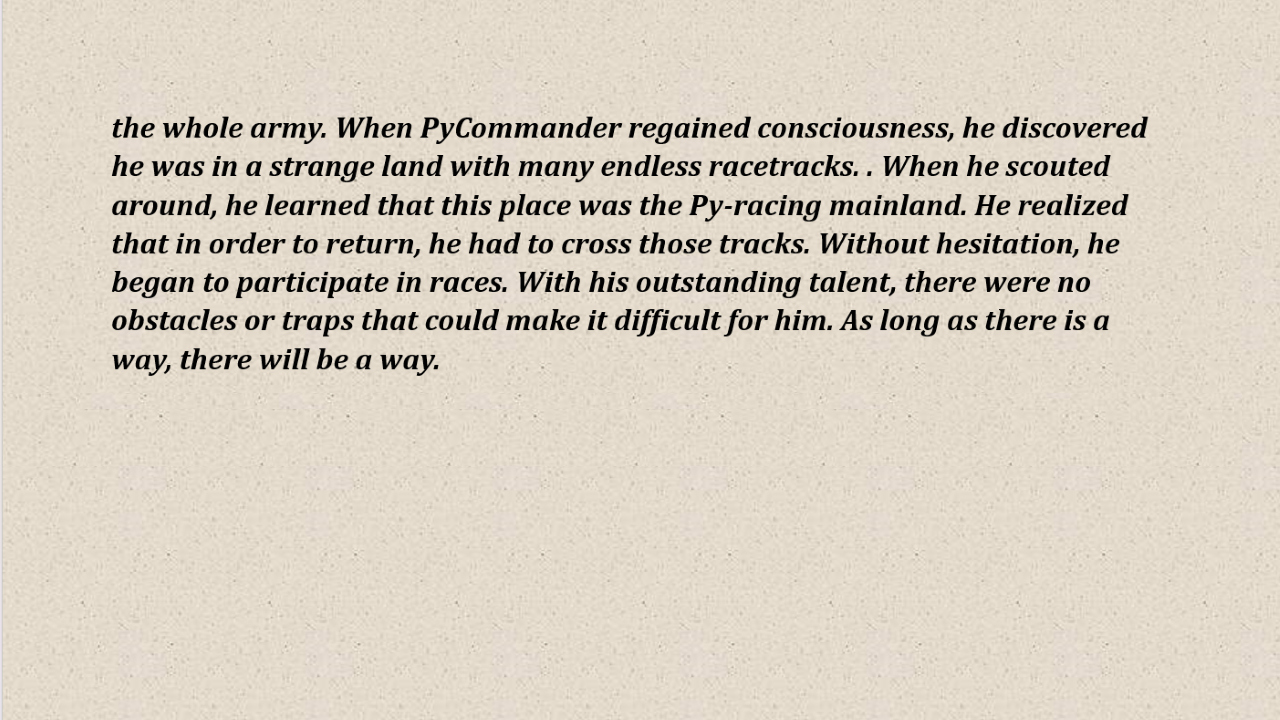 the whole army. When PyCommander regained consciousness, he discovered
he was in a strange land with many endless racetracks. . When he scouted
around, he learned that this place was the Py-racing mainland. He realized
that in order to return, he had to cross those tracks. Without hesitation, he
began to participate in races. With his outstanding talent, there were no
obstacles or traps that could make it difficult for him. As long as there is a
way, there will be a way.